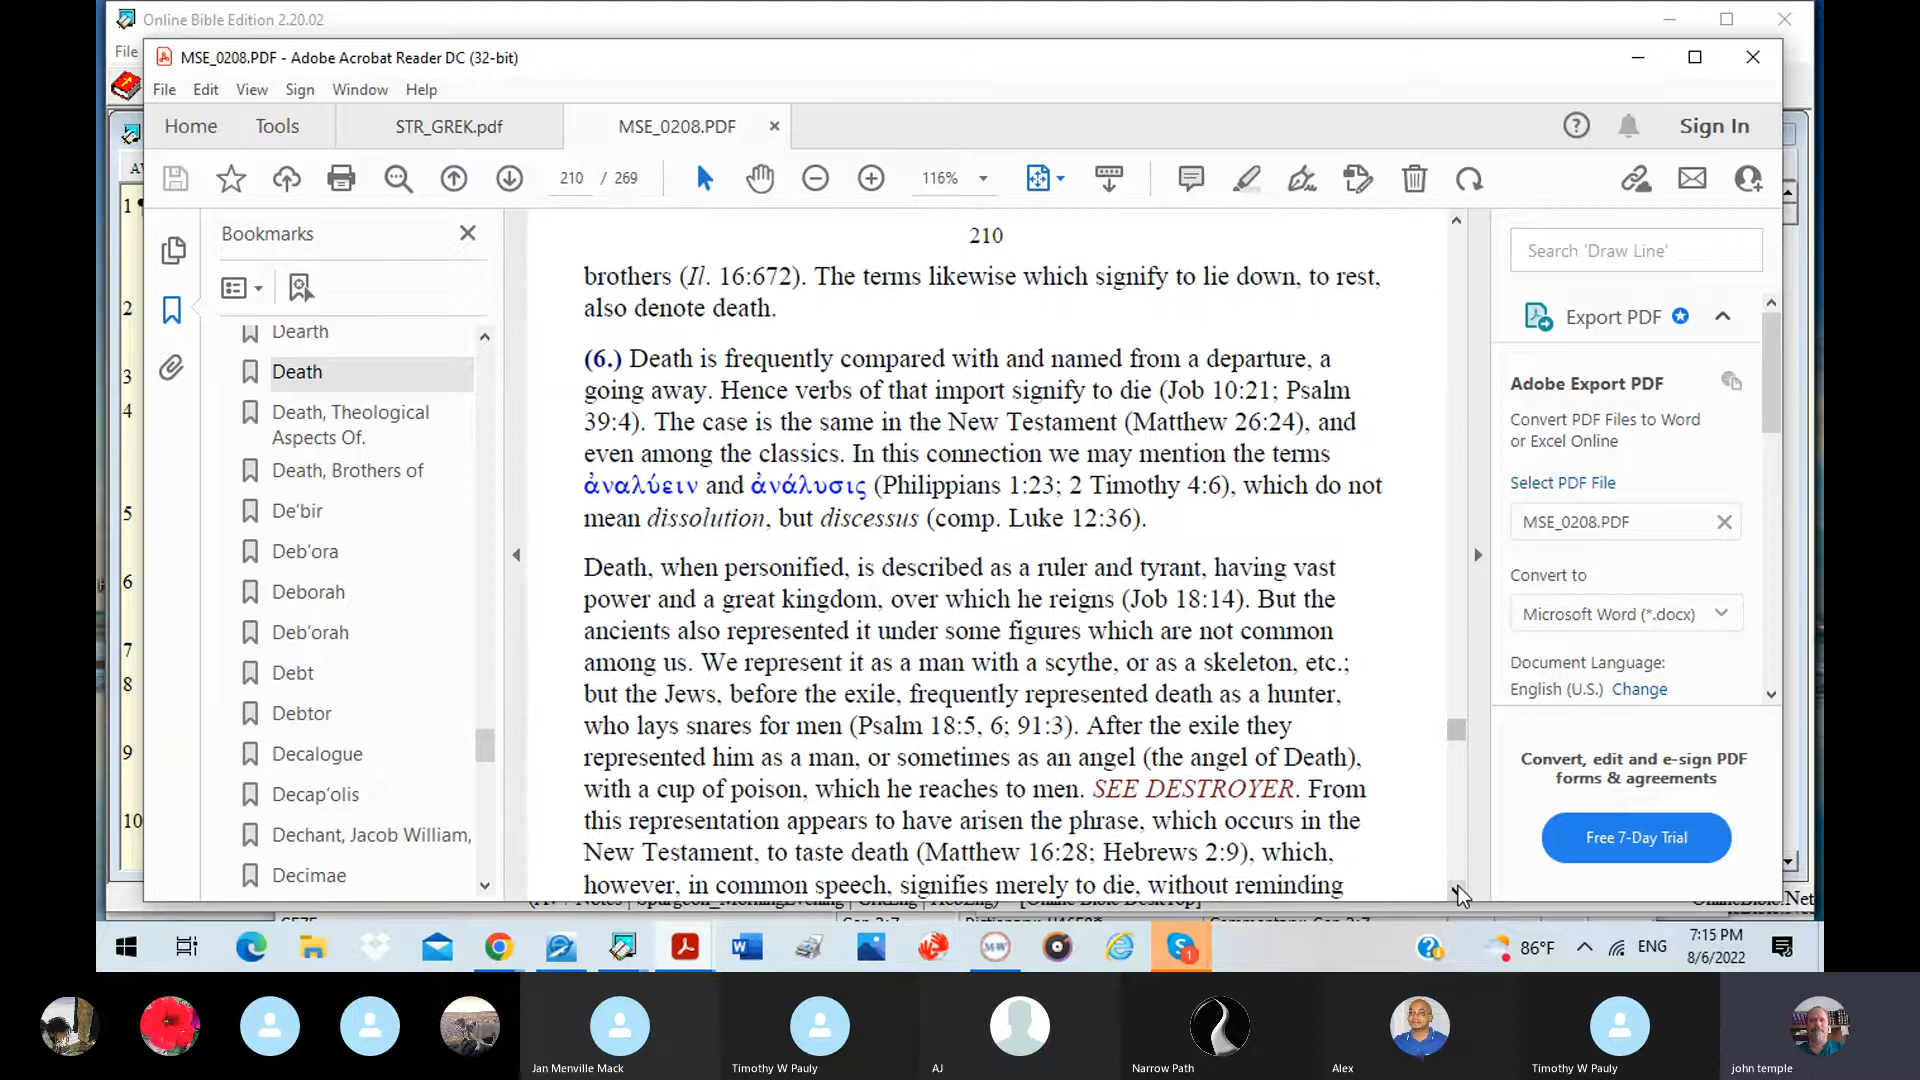 Online Bible Edition 2.20.02
File
MSE_0208.PDF - Adobe Acrobat Reader DC (32-bit)
File Edit View Sign Window Help
Home Tools STR_GREK.pdf MSE_0208.PDF × Sign In
210 / 269 116%
1
2
3
4
5
6
7
8
9
10
Bookmarks
Dearth
Death
Death, Theological
Aspects Of.
Death, Brothers of
De'bir
Deb'ora
Deborah
Deb'orah
Debt
Debtor
Decalogue
Decap'olis
Dechant, Jacob William,
Decimae
210
brothers (Il. 16:672). The terms likewise which signify to lie down, to rest,
also denote death.
(6.) Death is frequently compared with and named from a departure, a
going away. Hence verbs of that import signify to die (Job 10:21; Psalm
39:4). The case is the same in the New Testament (Matthew 26:24), and
even among the classics. In this connection we may mention the terms
ἀναλύειν and ἀνάλυσις (Philippians 1:23; 2 Timothy 4:6), which do not
mean dissolution, but discessus (comp. Luke 12:36).
Death, when personified, is described as a ruler and tyrant, having vast
power and a great kingdom, over which he reigns (Job 18:14). But the
ancients also represented it under some figures which are not common
among us. We represent it as a man with a scythe, or as a skeleton, etc.;
but the Jews, before the exile, frequently represented death as a hunter,
who lays snares for men (Psalm 18:5, 6; 91:3). After the exile they
represented him as a man, or sometimes as an angel (the angel of Death),
with a cup of poison, which he reaches to men. SEE DESTROYER. From
this representation appears to have arisen the phrase, which occurs in the
New Testament, to taste death (Matthew 16:28; Hebrews 2:9), which,
however, in common speech, signifies merely to die, without reminding
Search 'Draw Line'
Export PDF
Adobe Export PDF
Convert PDF Files to Word
or Excel Online
Select PDF File
MSE_0208.PDF
Convert to
Microsoft Word (*.docx)
Document Language:
English (U.S.) Change
Convert, edit and e-sign PDF
forms & agreements
Free 7-Day Trial
86°F ENG 7:15 PM
8/6/2022
Jan Menville Mack
Timothy W Pauly
AJ
Narrow Path
Alex
Timothy W Pauly
john temple